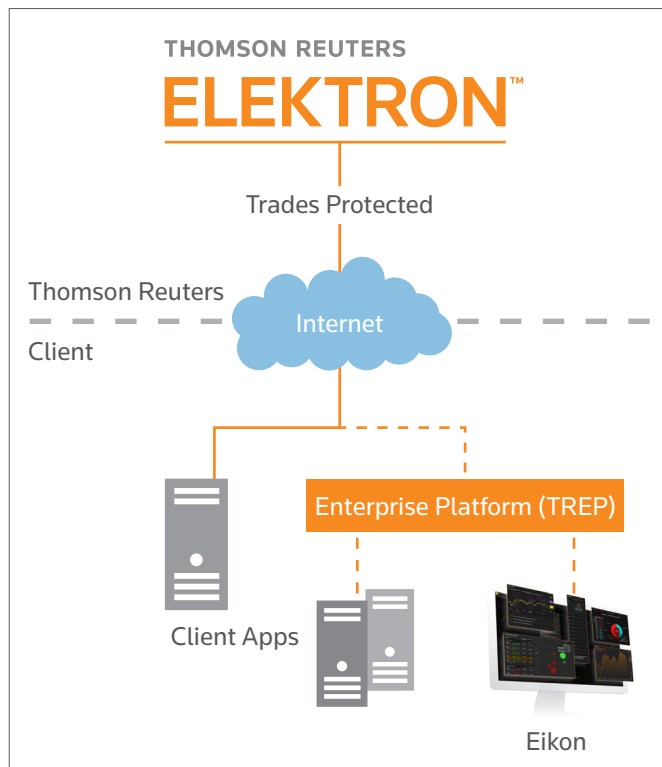 THOMSON REUTERS
ELEKTRON™
Trades Protected
Thomson Reuters
Internet
Client
Enterprise Platform (TREP)
Client Apps
Eikon